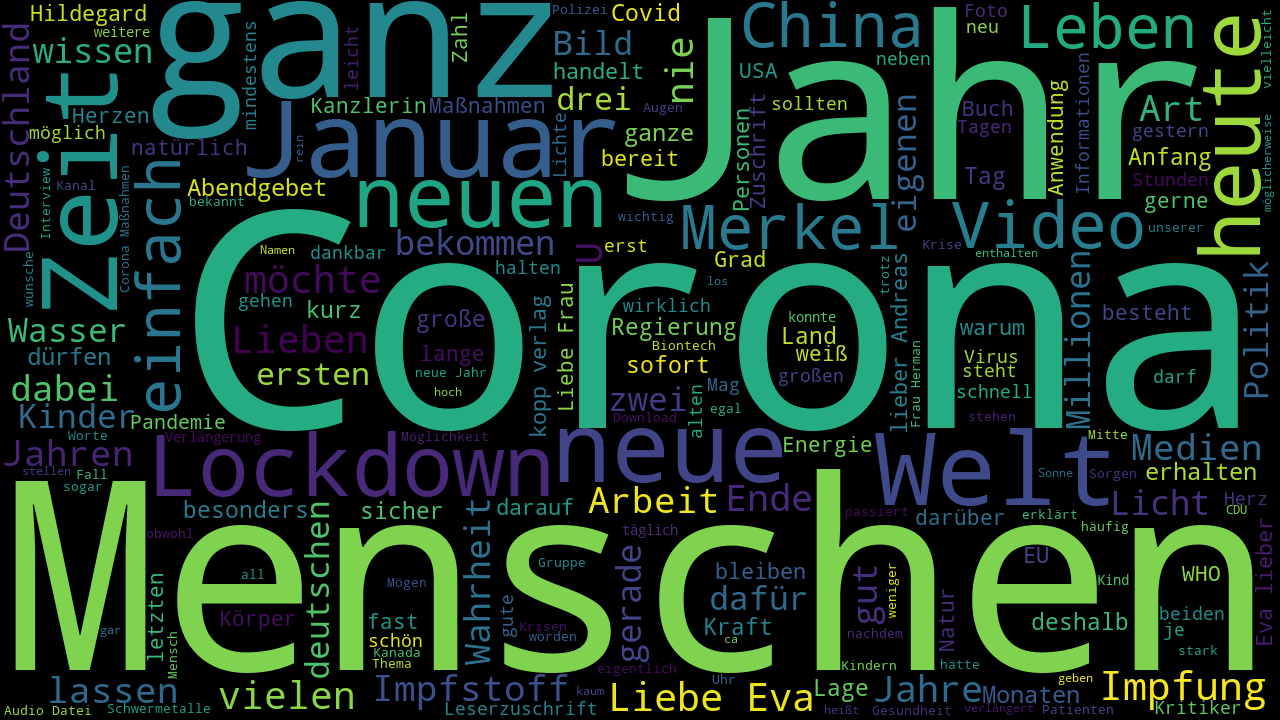 Hildegard
ganz
Polizei
Covid
China
Foto
Leben
weitere
wissen
leicht
Zahl
Bild
nie
neu
heute
vielleicht
Deutschland
Zeit
mindestens
handelt
USA
neben
Jahr
Herzen
Kanzlerin
Maßnahmen
drei
Augen
sollten
Buch
Informationen
Art
möglich
natürlich
Januar
ganze
Personen
Zuschrift
Tagen
Anwendung
gestern
rein
Lichte
bereit
eigenen
Anfang
Interview
Kanal
Corona Maßnahmen
einfach
Abendgebet
bekannt
neuen
Tag
Stunden
gerne
möglicherweise
wichtig
Merkel
Video
unserer
Namen
dankbar
bekommen
U
erst
Krise
enthalten
wünsche
möchte
halten
Grad
los
trotz
lieber Andreas
Millionen
Politik
gehen
kurz
Corona
kopp verlag
Liebe Frau
wirklich
konnte
besteht
Wasser
Lieben
große
Regierung
Land
warum
dürfen
lange
Biontech
weiß
Virus
steht
ersten
neue Jahr
sofort
großen
darf
dabei
hoch
Mag
schnell
Frau Herman
Kinder
zwei
alten
egal
Pandemie
Download
stehen
Worte
Verlängerung
Möglichkeit
Energie
Mitte
Jahren
Lockdown
neue
Welt
Medien
stellen
Fall
Sonne
Sorgen
erhalten
sogar
besonders
sicher
darauf
Arbeit
Ende
darüber
erklärt
Licht
Herz
CDU
Menschen
obwohl
deutschen
Wahrheit
täglich
passiert
häufig
Eva lieber
all
Mögen
Gruppe
gerade
bleiben
gut
weniger
EU
Kind
WHO
letzten
dafür
Natur
gute
Körper
fast
Krisen
Kraft
deshalb
beiden
gar
Mensch
schön
worden
ca
nachdem
je
Kanada
Thema
eigentlich
Kindern
hätte
stark
lassen
vielen
Impfstoff
kaum
Uhr
Lage
Jahre
geben
Impfung
Monaten
Audio Datei
Schwermetalle
Leserzuschrift
Liebe Eva
heißt
Gesundheit
verlängert
Patienten
Kritiker